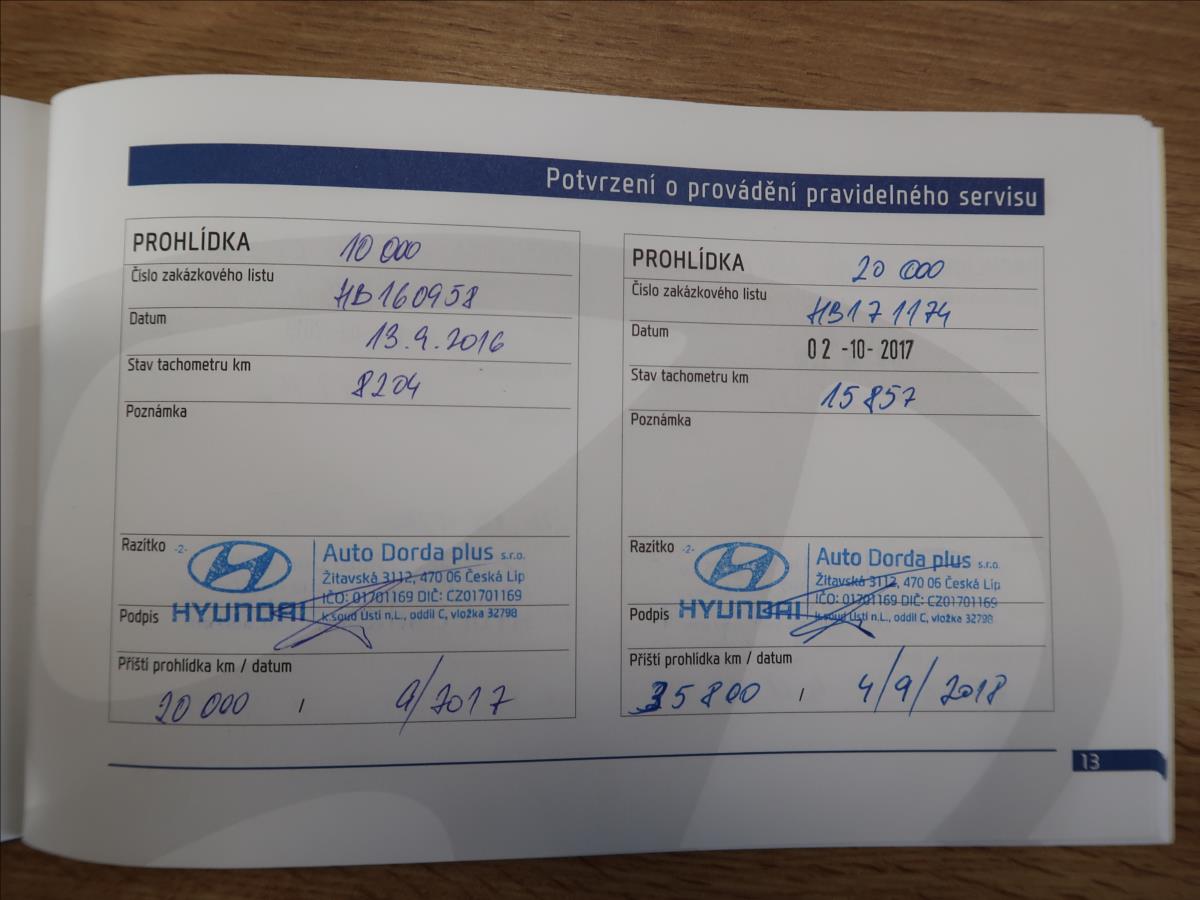 Potvrzení o provádění pravidelného servisu
PROHLÍDKA 10 000
Číslo zakázkového listu
HB160958
Datum
13.9.2016
Stav tachometru km
8204
Poznámka
Razítko
-2-
HYUNDAI
Auto Dorda plus s.r.o.
Žitavská 3112, 470 06 Česká Líp
IČO: 01701169 DIČ: CZ01701169
k.soud Ústí n.L., oddíl C, vložka 32798
Podpis
Příští prohlídka km / datum
20 000 / 9/2017
PROHLÍDKA 20 000
Číslo zakázkového listu
HB171174
Datum
02 -10- 2017
Stav tachometru km
15857
Poznámka
Razítko
-2-
HYUNDAI
Auto Dorda plus s.r.o.
Žitavská 3112, 470 06 Česká Líp
IČO: 01701169 DIČ: CZ01701169
k.soud Ústí n.L., oddíl C, vložka 32798
Podpis
Příští prohlídka km / datum
35800 / 4/9/2018
13